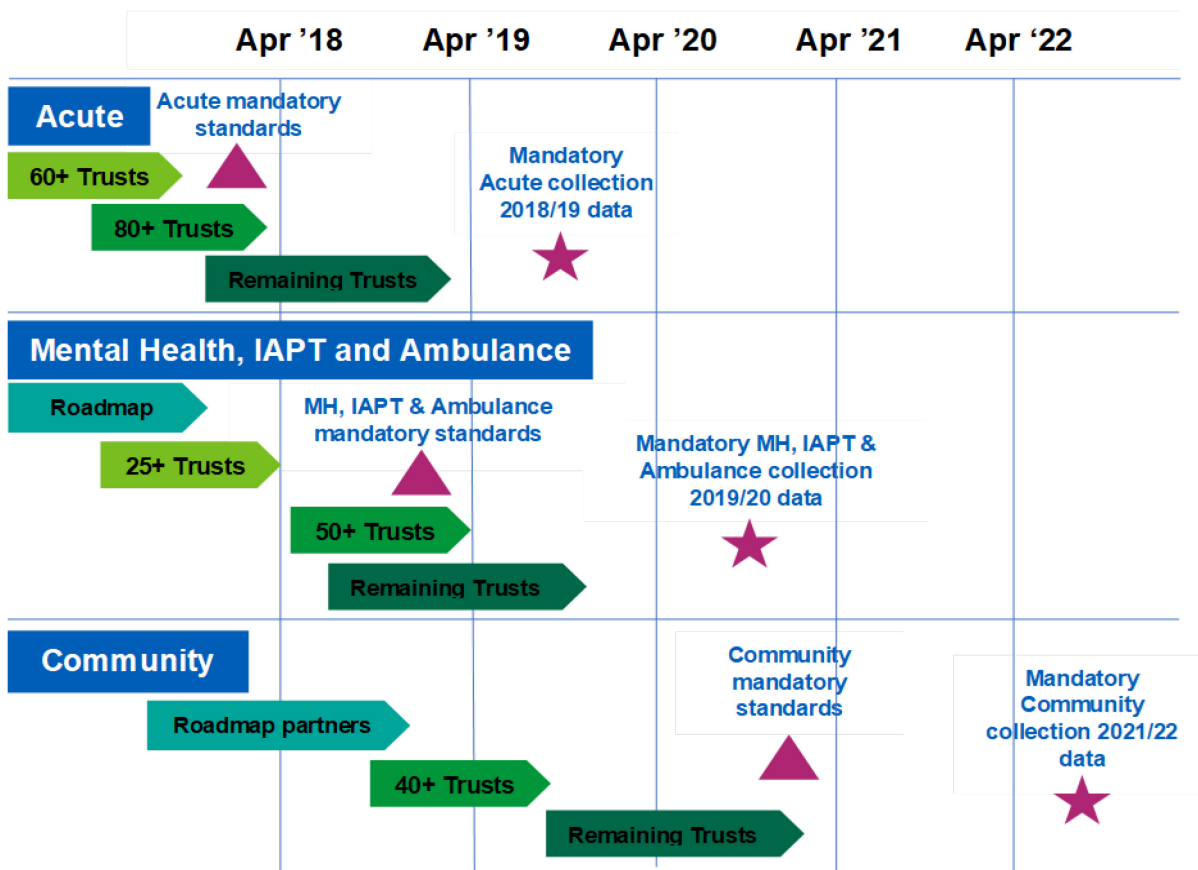 Apr ’18 Apr ’19 Apr ’20 Apr ’21 Apr ‘22
Acute
Acute mandatory
standards
60+ Trusts
80+ Trusts
Remaining Trusts
Mandatory
Acute collection
2018/19 data
Mental Health, IAPT and Ambulance
Roadmap
25+ Trusts
MH, IAPT & Ambulance
mandatory standards
50+ Trusts
Remaining Trusts
Mandatory MH, IAPT &
Ambulance collection
2019/20 data
Community
Roadmap partners
40+ Trusts
Remaining Trusts
Community
mandatory
standards
Mandatory
Community
collection 2021/22
data